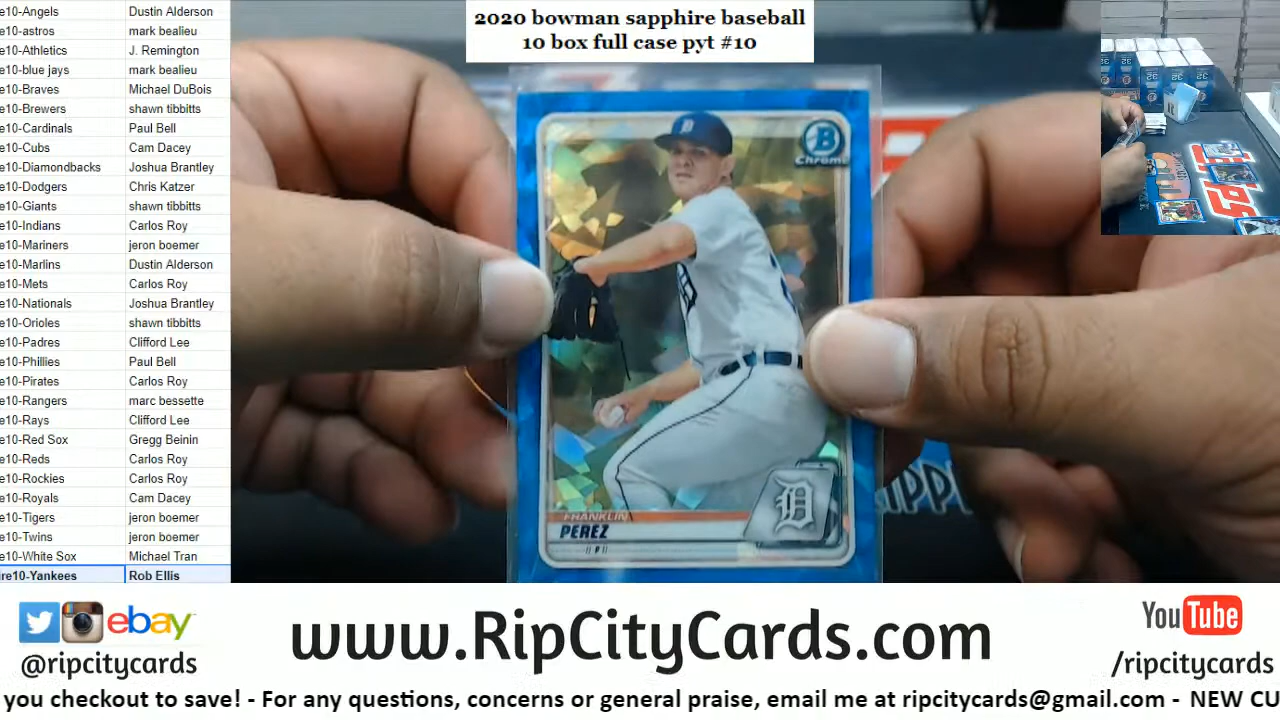 2020 bowman sapphire baseball
10 box full case pyt #10
e10-Angels Dustin Alderson
e10-astros mark bealieu
e10-Athletics J. Remington
e10-blue jays mark bealieu
e10-Braves Michael DuBois
e10-Brewers shawn tibbitts
e10-Cardinals Paul Bell
e10-Cubs Cam Dacey
e10-Diamondbacks Joshua Brantley
e10-Dodgers Chris Katzer
e10-Giants shawn tibbitts
e10-Indians Carlos Roy
e10-Mariners jeron boemer
e10-Marlins Dustin Alderson
e10-Mets Carlos Roy
e10-Nationals Joshua Brantley
e10-Orioles shawn tibbitts
e10-Padres Clifford Lee
e10-Phillies Paul Bell
e10-Pirates Carlos Roy
e10-Rangers marc bessette
e10-Rays Clifford Lee
e10-Red Sox Gregg Beinin
e10-Reds Carlos Roy
e10-Rockies Carlos Roy
e10-Royals Cam Dacey
e10-Tigers jeron boemer
e10-Twins jeron boemer
e10-White Sox Michael Tran
ire10-Yankees Rob Ellis
D
B
Chrome
D
FRANKLIN
PEREZ
P
RIPPI
ebay
@ripcitycards
www.RipCityCards.com
YouTube
/ripcitycards
you checkout to save! - For any questions, concerns or general praise, email me at ripcitycards@gmail.com - NEW CU